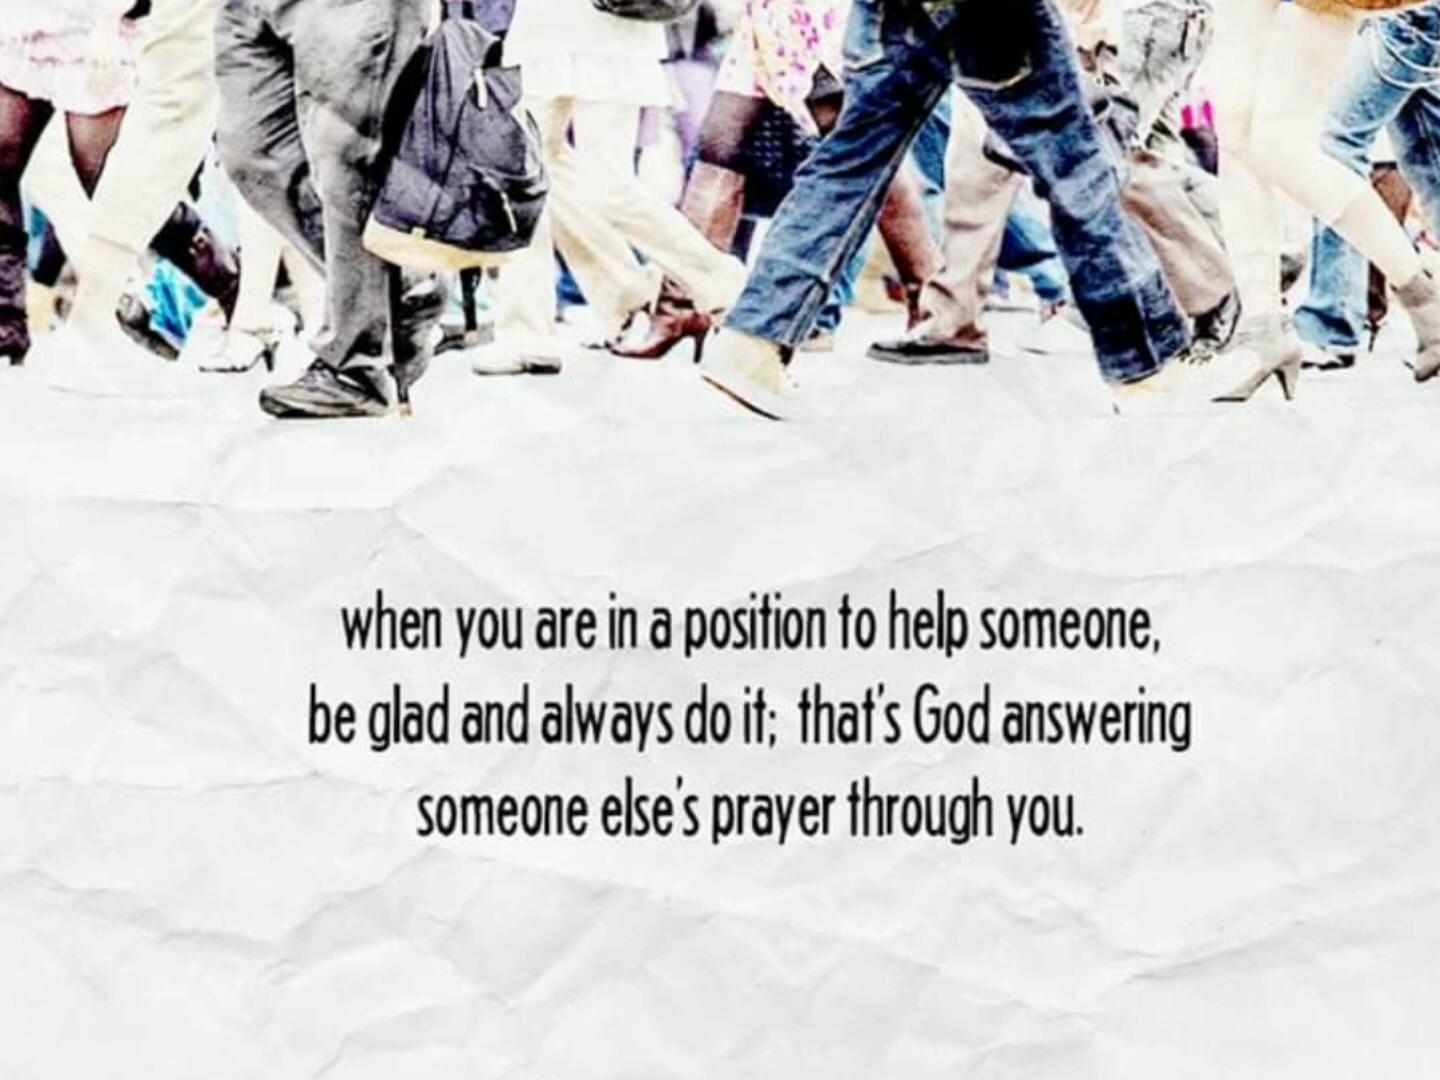 when you are in a position to help someone,
be glad and always do it; that's God answering
someone else's prayer through you.